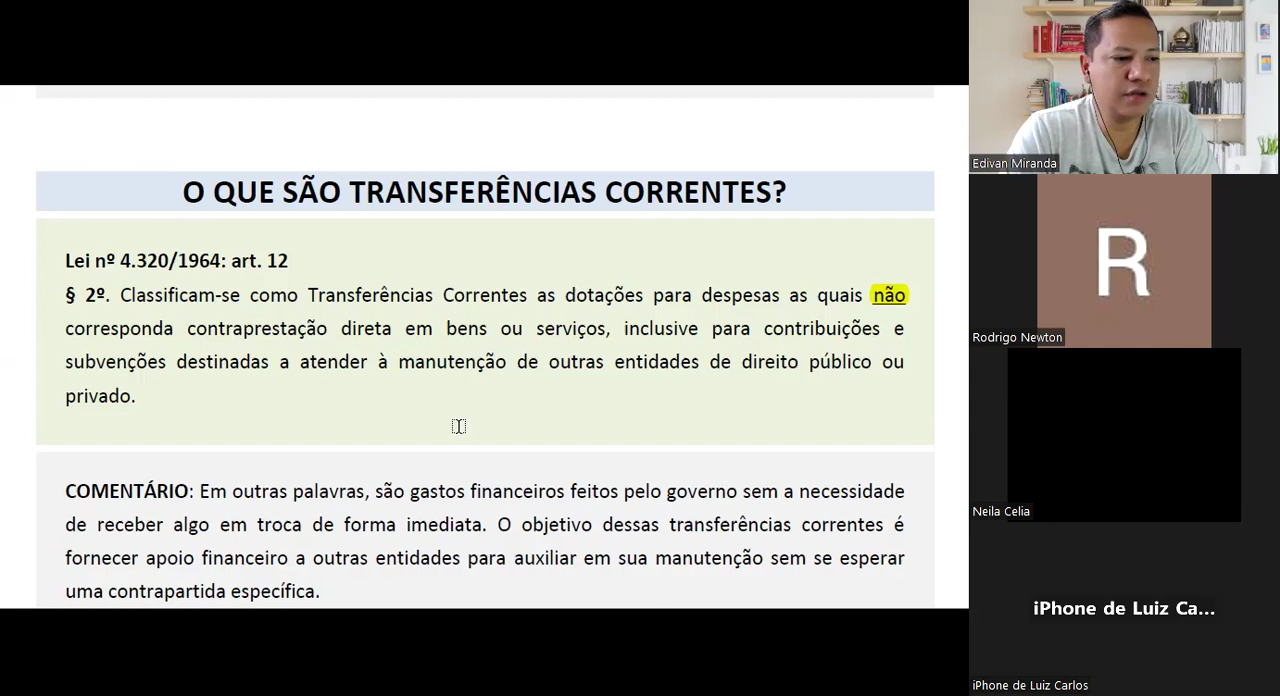 O QUE SÃO TRANSFERÊNCIAS CORRENTES?
Lei nº 4.320/1964: art. 12
§ 2º. Classificam-se como Transferências Correntes as dotações para despesas as quais não
corresponda contraprestação direta em bens ou serviços, inclusive para contribuições e
subvenções destinadas a atender à manutenção de outras entidades de direito público ou
privado.
COMENTÁRIO: Em outras palavras, são gastos financeiros feitos pelo governo sem a necessidade
de receber algo em troca de forma imediata. O objetivo dessas transferências correntes é
fornecer apoio financeiro a outras entidades para auxiliar em sua manutenção sem se esperar
uma contrapartida específica.
Edivan Miranda
R
Rodrigo Newton
Neila Celia
iPhone de Luiz Ca...
iPhone de Luiz Carlos